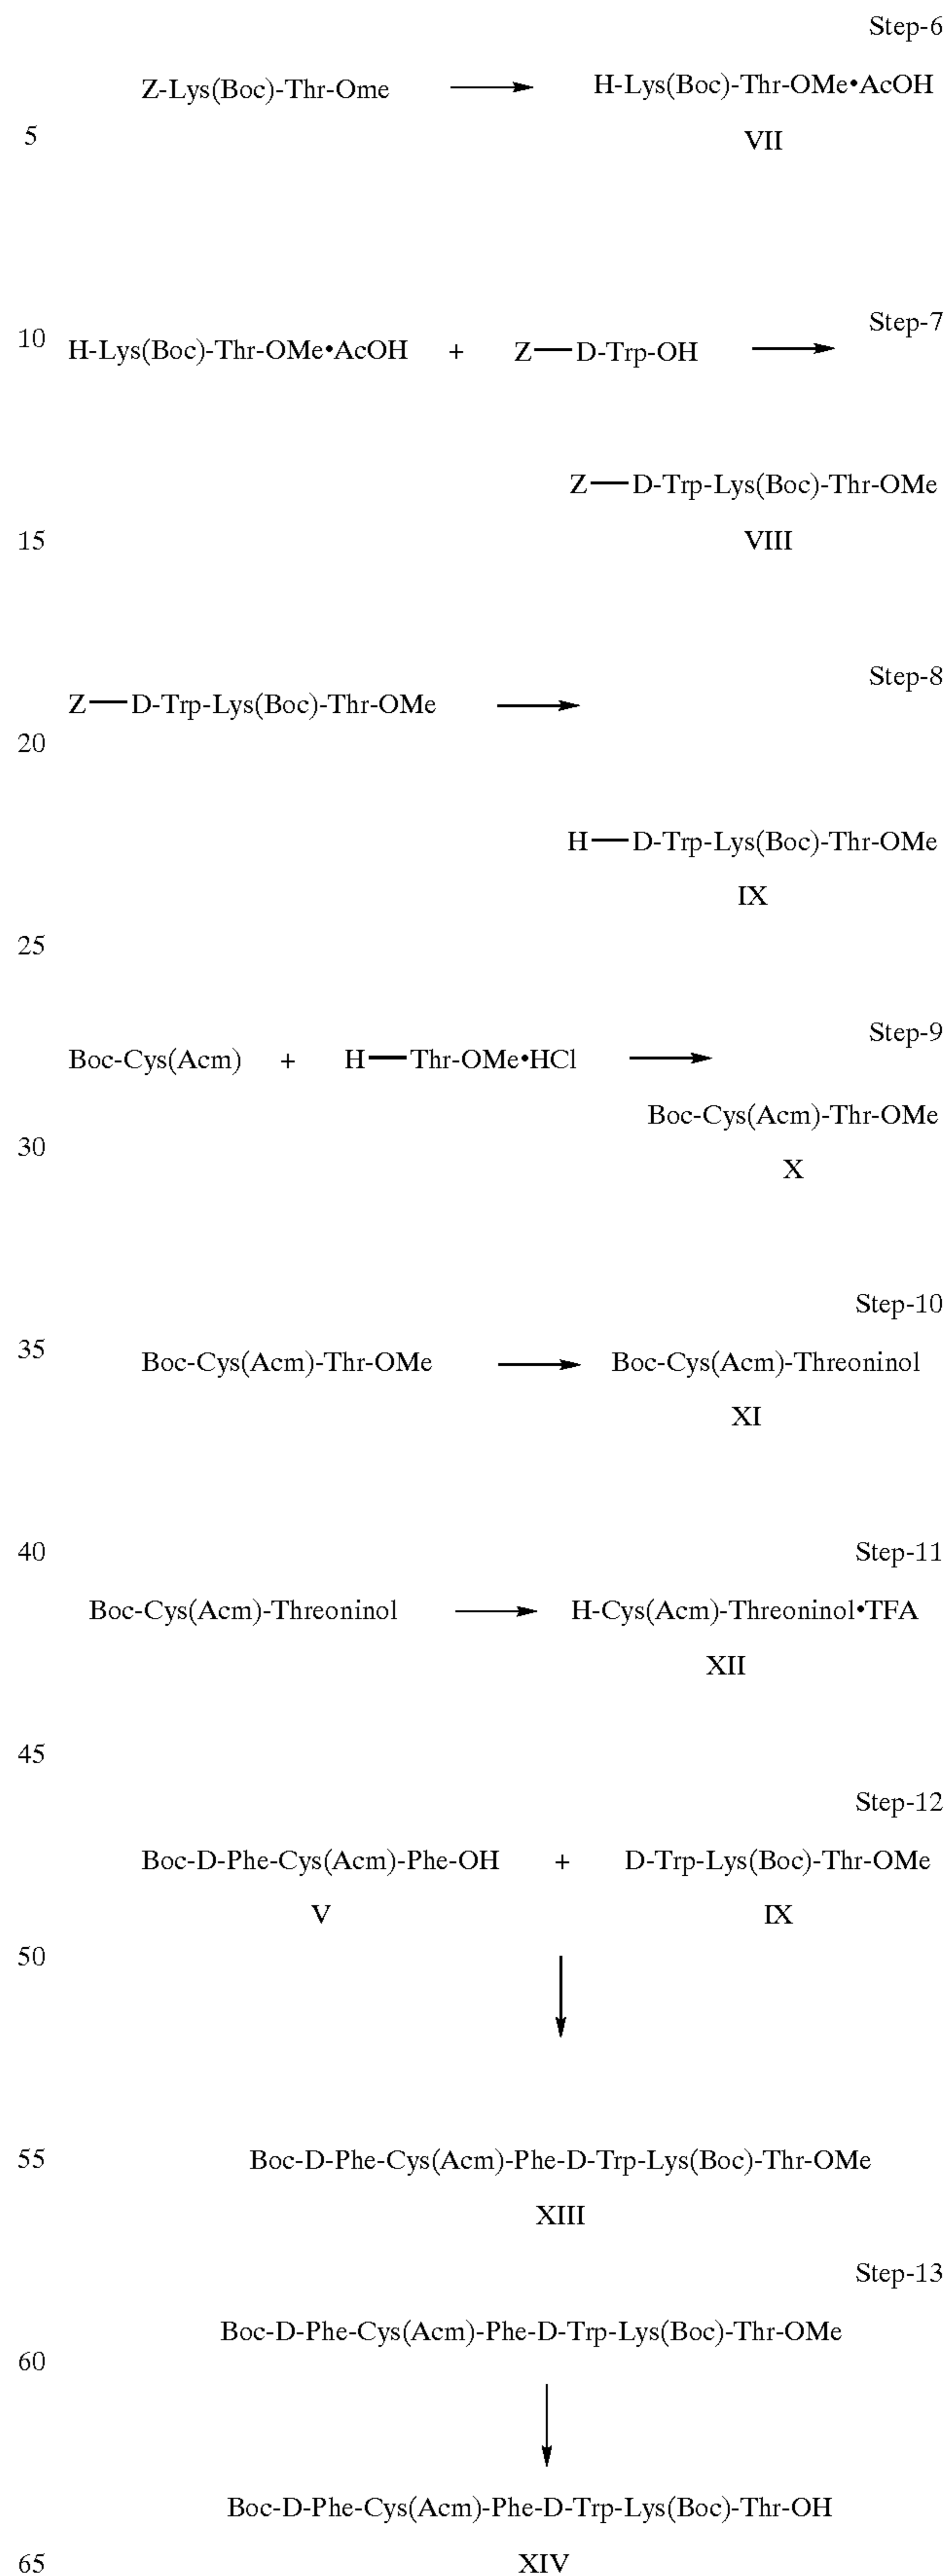 Step-6
Z-Lys(Boc)-Thr-Ome H-Lys(Boc)-Thr-OMe•AcOH
5
VII
Step-7
10
H-Lys(Boc)-Thr-OMe•AcOH + Z—D-Trp-OH
Z—D-Trp-Lys(Boc)-Thr-OMe
15
VIII
Step-8
Z—D-Trp-Lys(Boc)-Thr-OMe
20
H—D-Trp-Lys(Boc)-Thr-OMe
IX
25
Step-9
Boc-Cys(Acm) + H—Thr-OMe•HCl
Boc-Cys(Acm)-Thr-OMe
30
X
Step-10
35
Boc-Cys(Acm)-Thr-OMe Boc-Cys(Acm)-Threoninol
XI
40
Step-11
Boc-Cys(Acm)-Threoninol H-Cys(Acm)-Threoninol•TFA
XII
45
Step-12
Boc-D-Phe-Cys(Acm)-Phe-OH + D-Trp-Lys(Boc)-Thr-OMe
V IX
50
55
Boc-D-Phe-Cys(Acm)-Phe-D-Trp-Lys(Boc)-Thr-OMe
XIII
Step-13
Boc-D-Phe-Cys(Acm)-Phe-D-Trp-Lys(Boc)-Thr-OMe
60
Boc-D-Phe-Cys(Acm)-Phe-D-Trp-Lys(Boc)-Thr-OH
65
XIV